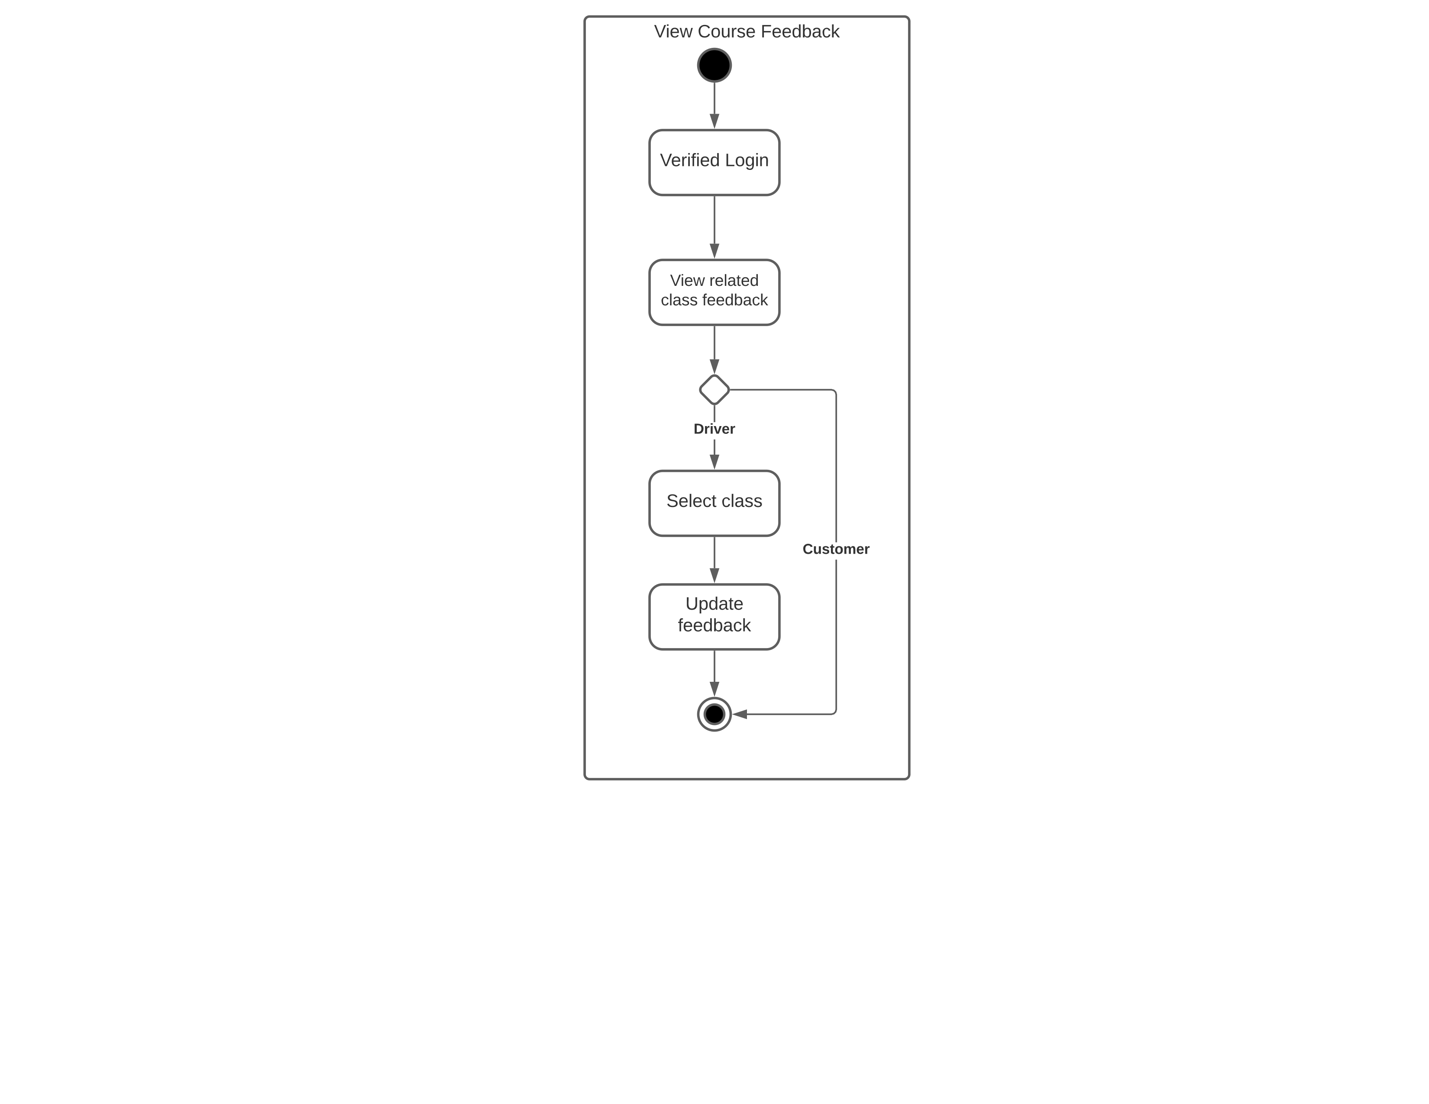 View Course Feedback
Verified Login
View related
class feedback
Driver
Select class
Customer
Update
feedback